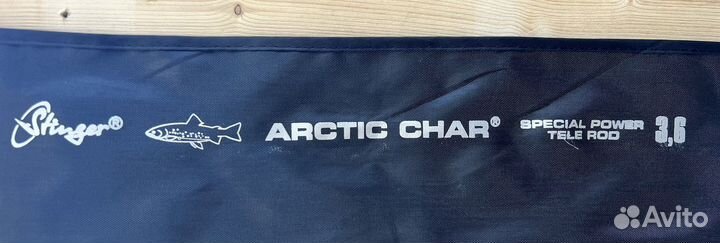 Stinger®
ARCTIC CHAR®
SPECIAL POWER
TELE ROD
3,6
Avito